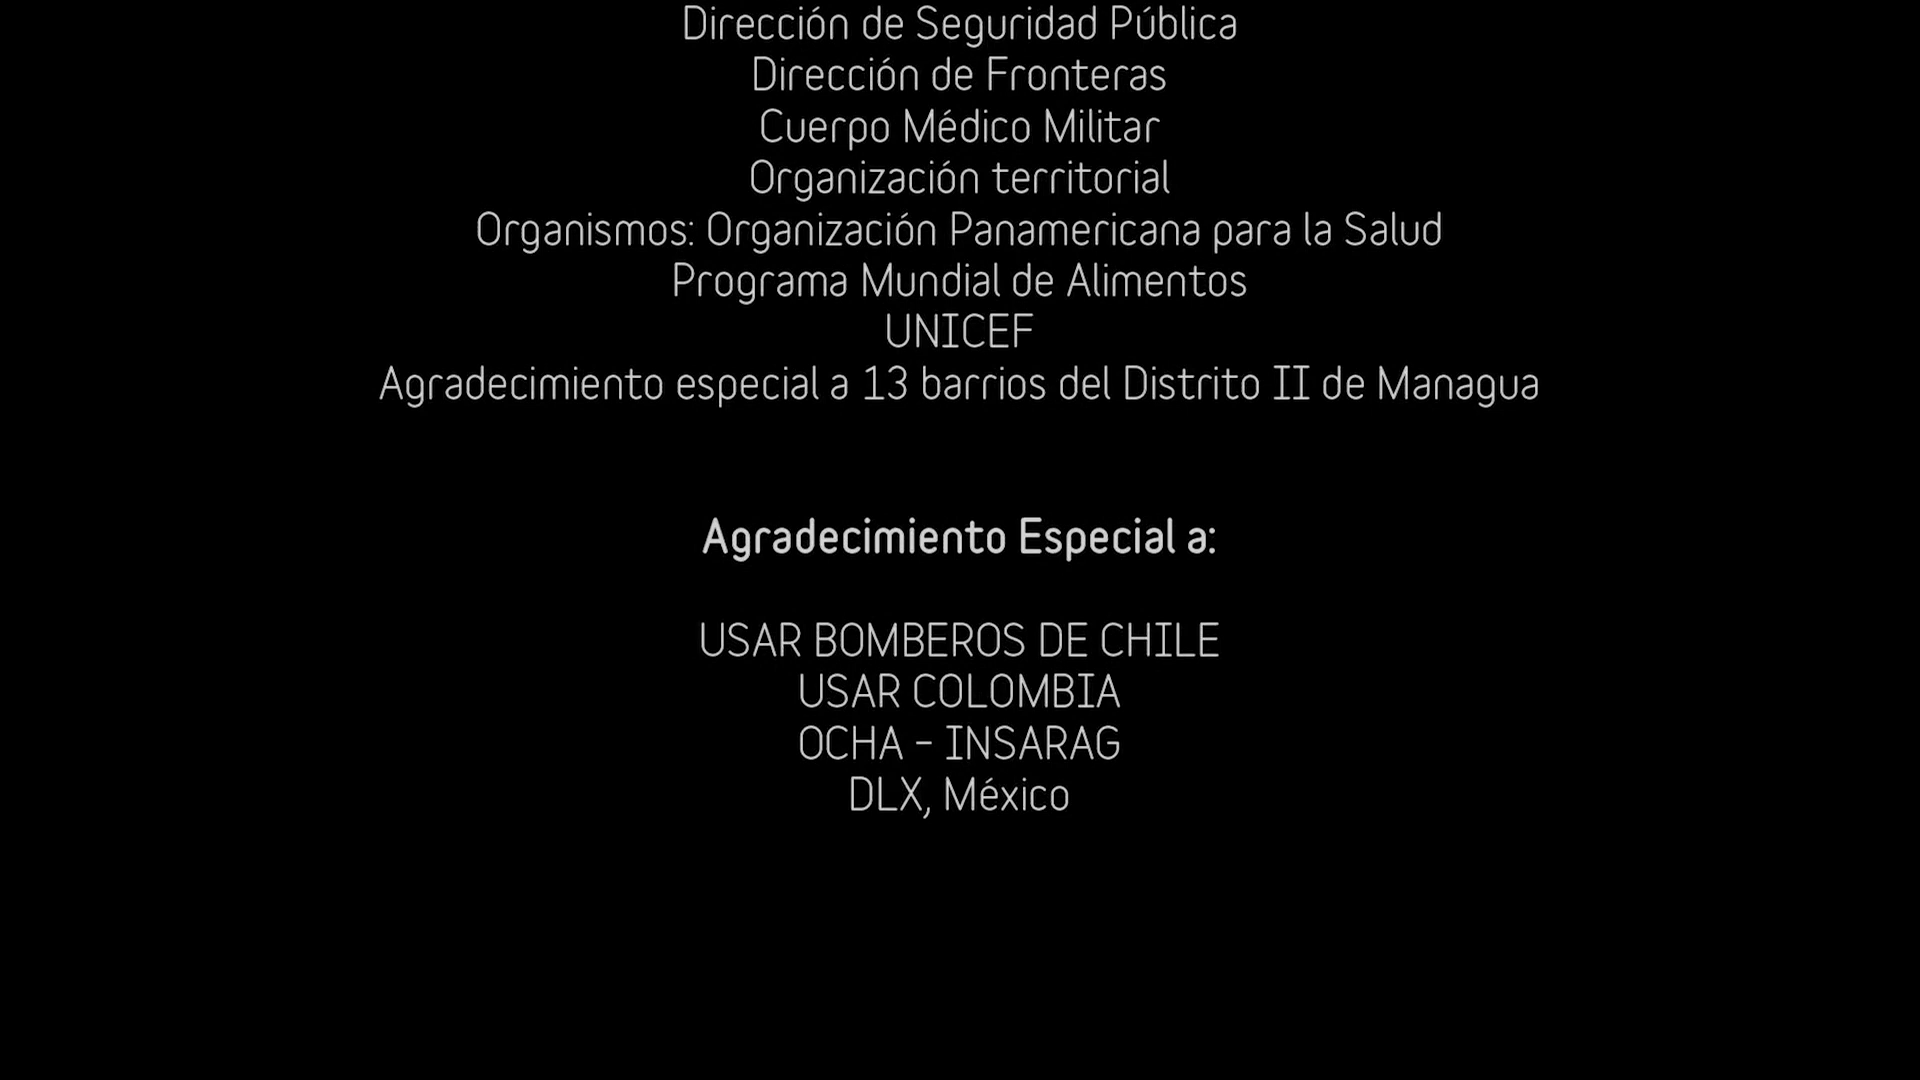 Dirección de Seguridad Pública
Dirección de Fronteras
Cuerpo Médico Militar
Organización territorial
Organismos: Organización Panamericana para la Salud
Programa Mundial de Alimentos
UNICEF
Agradecimiento especial a 13 barrios del Distrito II de Managua
Agradecimiento Especial a:
USAR BOMBEROS DE CHILE
USAR COLOMBIA
OCHA - INSARAG
DLX, México